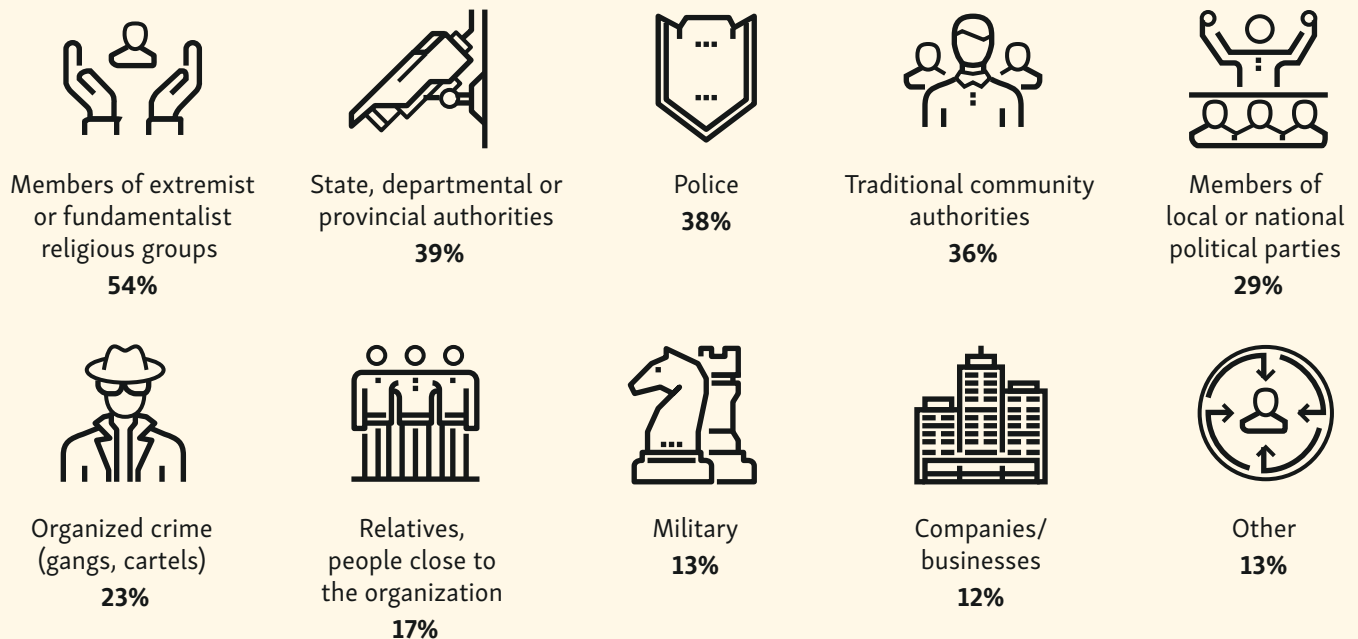 Members of extremist
or fundamentalist
religious groups
54%
State, departmental or
provincial authorities
39%
Police
38%
Traditional community
authorities
36%
Members of
local or national
political parties
29%
Organized crime
(gangs, cartels)
23%
Relatives,
people close to
the organization
17%
Military
13%
Companies/
businesses
12%
Other
13%